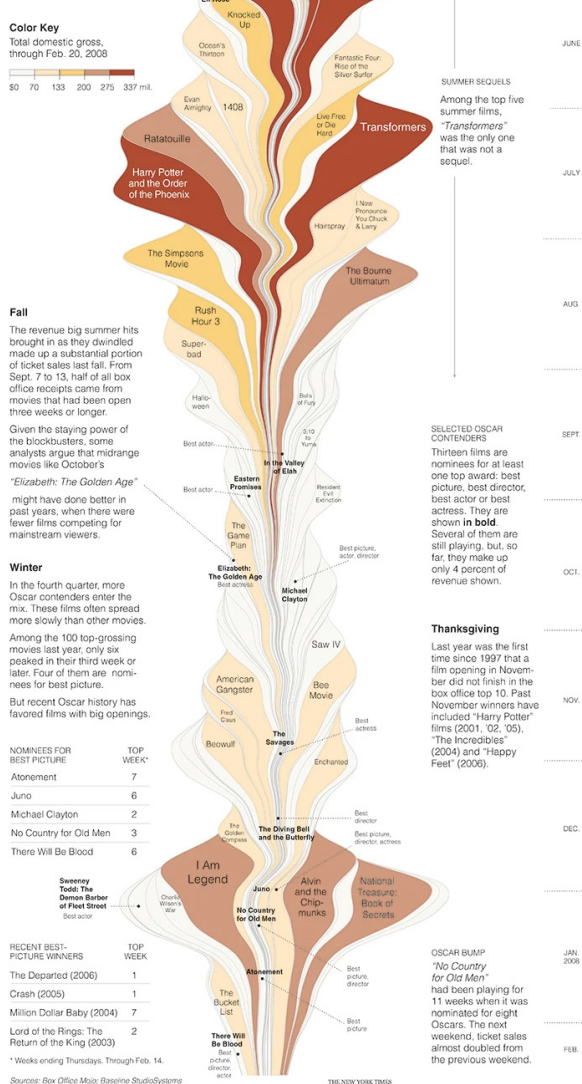 El Rose
Color Key
Total domestic gross,
through Feb. 20, 2008
$0 70 133 200 275 337 mil.
Knocked
Up
Ocean's
Thirteen
Fantastic Four:
Rise of the
Silver Surfer
JUNE
SUMMER SEQUELS
Among the top five
summer films,
"Transformers"
was the only one
that was not a
sequel.
Evan
Almighty
1408
Live Free
or Die
Hard
Transformers
Ratatouille
Harry Potter
and the Order
of the Phoenix
JULY
I Now
Pronounce
You Chuck
& Larry
Hairspray
The Simpsons
Movie
The Bourne
Ultimatum
AUG.
Rush
Hour 3
Super-
bad
Fall
The revenue big summer hits
brought in as they dwindled
made up a substantial portion
of ticket sales last fall. From
Sept. 7 to 13, half of all box
office receipts came from
movies that had been open
three weeks or longer.
Given the staying power of
the blockbusters, some
analysts argue that midrange
movies like October's
"Elizabeth: The Golden Age"
might have done better in
past years, when there were
fewer films competing for
mainstream viewers.
Hallo-
ween
Balls
of Fury
3:10
to
Yuma
SEPT.
SELECTED OSCAR
CONTENDERS
Thirteen films are
nominees for at least
one top award: best
picture, best director,
best actor or best
actress. They are
shown in bold.
Several of them are
still playing, but, so
far, they make up
only 4 percent of
revenue shown.
Best actor
In the Valley
of Elah
Best actor
Eastern
Promises
Resident
Evil
Extinction
The
Game
Plan
Best picture,
actor, director
Elizabeth:
The Golden Age
Best actress
Michael
Clayton
OCT.
Winter
In the fourth quarter, more
Oscar contenders enter the
mix. These films often spread
more slowly than other movies.
Among the 100 top-grossing
movies last year, only six
peaked in their third week or
later. Four of them are nomi-
nees for best picture.
But recent Oscar history has
favored films with big openings.
Saw IV
American
Gangster
Bee
Movie
Thanksgiving
Last year was the first
time since 1997 that a
film opening in Novem-
ber did not finish in the
box office top 10. Past
November winners have
included "Harry Potter"
films (2001, '02, '05),
"The Incredibles"
(2004) and "Happy
Feet" (2006).
NOV.
Fred
Claus
Best
actress
The
Savages
Beowulf
Enchanted
NOMINEES FOR
BEST PICTURE
TOP
WEEK*
Atonement 7
Juno 6
Michael Clayton 2
No Country for Old Men 3
There Will Be Blood 6
Best
director
DEC.
The
Golden
Compass
The Diving Bell
and the Butterfly
Best picture,
director, actress
I Am
Legend
Juno
Alvin
and the
Chip-
munks
National
Treasure:
Book of
Secrets
Sweeney
Todd: The
Demon Barber
of Fleet Street
Best actor
Charlie
Wilson's
War
No Country
for Old Men
RECENT BEST-
PICTURE WINNERS
TOP
WEEK
The Departed (2006) 1
Crash (2005) 1
Million Dollar Baby (2004) 7
Lord of the Rings: The
Return of the King (2003) 2
* Weeks ending Thursdays. Through Feb. 14.
Atonement
Best
picture,
director
Best
picture
The
Bucket
List
There Will
Be Blood
Best
picture,
director,
actor
OSCAR BUMP
"No Country
for Old Men"
had been playing for
11 weeks when it was
nominated for eight
Oscars. The next
weekend, ticket sales
almost doubled from
the previous weekend.
JAN.
2008
FEB.
Sources: Box Office Mojo; Baseline StudioSystems
THE NEW YORK TIMES